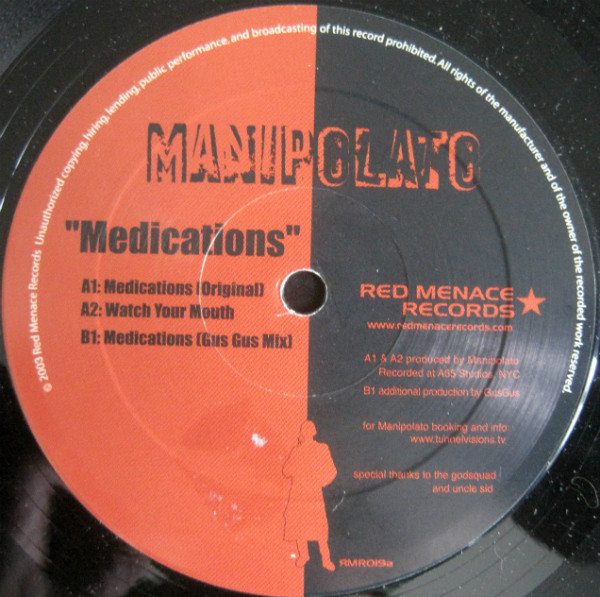 © 2003 Red Menace Records Unauthorized copying, hiring, lending, public performance, and broadcasting of this record prohibited. All rights of the manufacturer and of the owner of the recorded work reserved.
MANIPOLATO
"Medications"
A1: Medications (Original)
A2: Watch Your Mouth
B1: Medications (Gus Gus Mix)
RED MENACE
RECORDS
www.redmenacerecords.com
A1 & A2 produced by Manipolato
Recorded at A85 Studios, NYC
B1 additional production by GusGus
for Manipolato booking and info:
www.tunnelvisions.tv
special thanks to the godsquad
and uncle sid
RMR019a